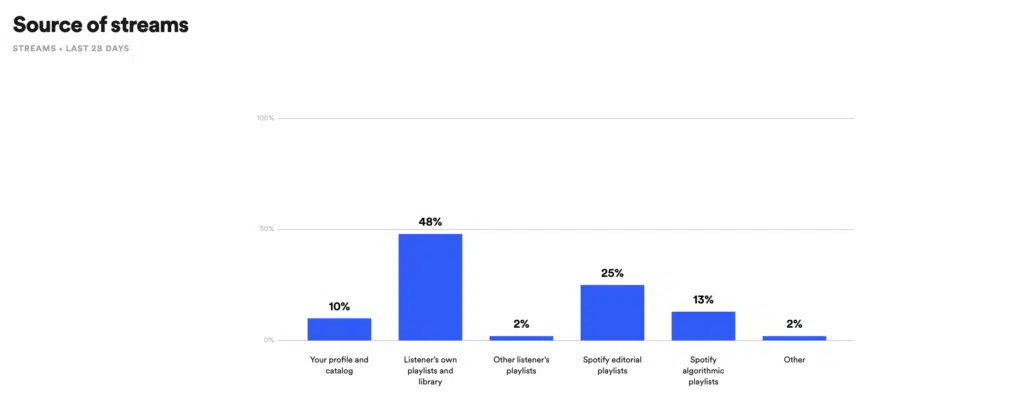 Source of streams
STREAMS • LAST 28 DAYS
100%
50%
0%
10%
48%
2%
25%
13%
2%
Your profile and
catalog
Listener's own
playlists and
library
Other listener's
playlists
Spotify editorial
playlists
Spotify
algorithmic
playlists
Other